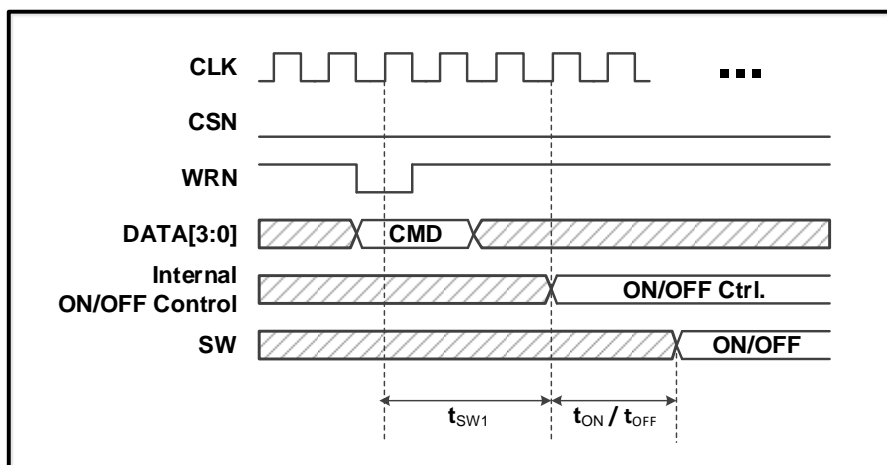 CLK
...
CSN
WRN
DATA[3:0]
CMD
Internal
ON/OFF Control
ON/OFF Ctrl.
SW
ON/OFF
tSW1
tON / tOFF